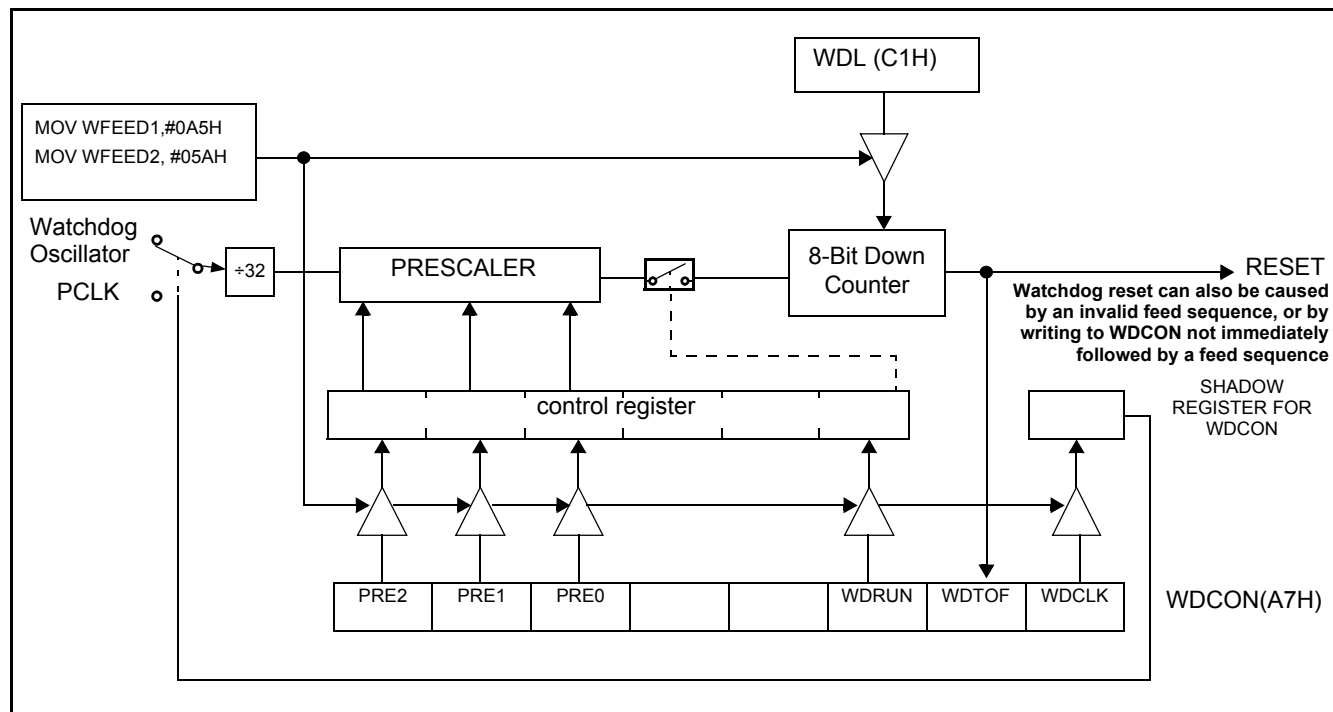 WDL (C1H)
MOV WFEED1,#0A5H
MOV WFEED2, #05AH
Watchdog
Oscillator
PCLK
÷32
PRESCALER
8-Bit Down
Counter
RESET
Watchdog reset can also be caused
by an invalid feed sequence, or by
writing to WDCON not immediately
followed by a feed sequence
control register
SHADOW
REGISTER FOR
WDCON
PRE2
PRE1
PRE0
WDRUN
WDTOF
WDCLK
WDCON(A7H)